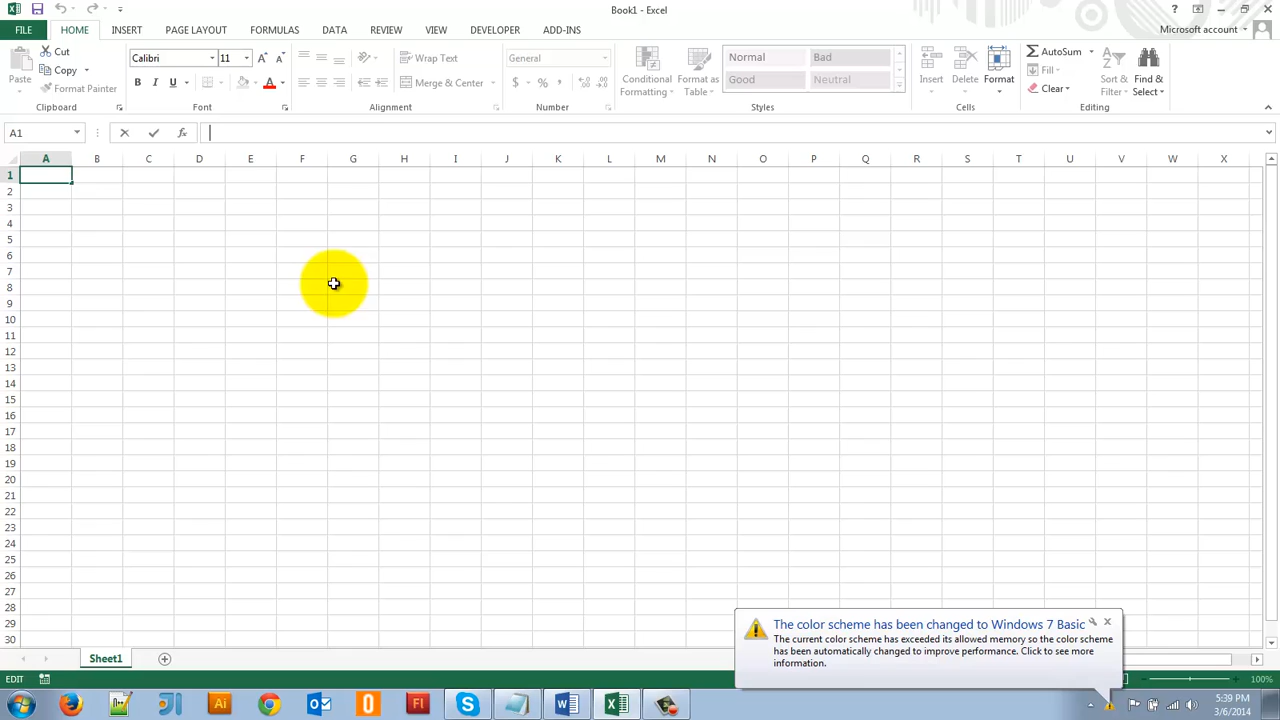 Book1 - Excel
FILE HOME INSERT PAGE LAYOUT FORMULAS DATA REVIEW VIEW DEVELOPER ADD-INS Microsoft account
Paste Cut Copy Format Painter Clipboard
Calibri 11 B I U A A A Font
Wrap Text Merge & Center Alignment
General $ % , Number
Conditional Formatting Format as Table Normal Bad Good Neutral Styles
Insert Delete Format Cells
AutoSum Fill Clear Sort & Filter Find & Select Editing
A1 fx
A B C D E F G H I J K L M N O P Q R S T U V W X
1
2
3
4
5
6
7
8
9
10
11
12
13
14
15
16
17
18
19
20
21
22
23
24
25
26
27
28
29
30
The color scheme has been changed to Windows 7 Basic
The current color scheme has exceeded its allowed memory so the color scheme
has been automatically changed to improve performance. Click to see more
information.
Sheet1
EDIT 100%
5:39 PM
3/6/2014